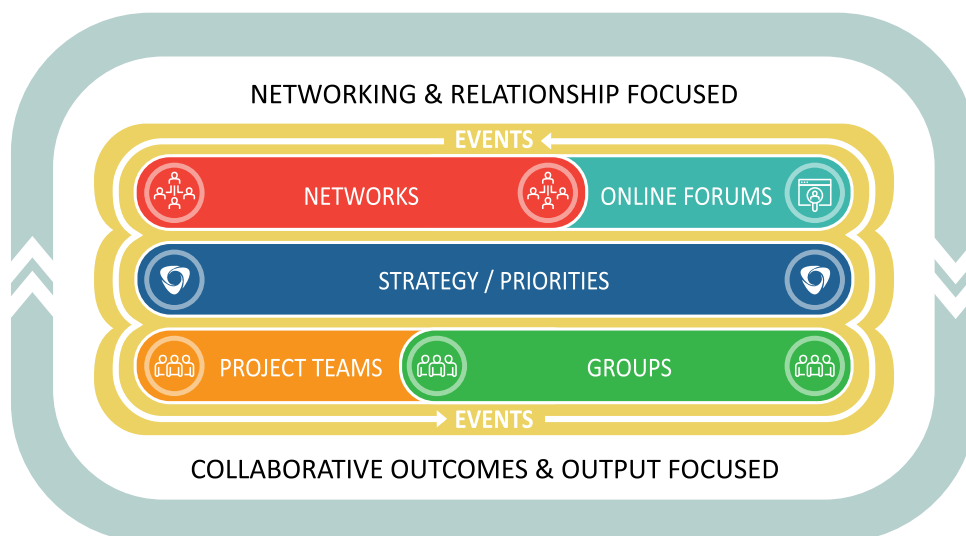 NETWORKING & RELATIONSHIP FOCUSED
EVENTS
NETWORKS
ONLINE FORUMS
STRATEGY / PRIORITIES
PROJECT TEAMS
GROUPS
EVENTS
COLLABORATIVE OUTCOMES & OUTPUT FOCUSED